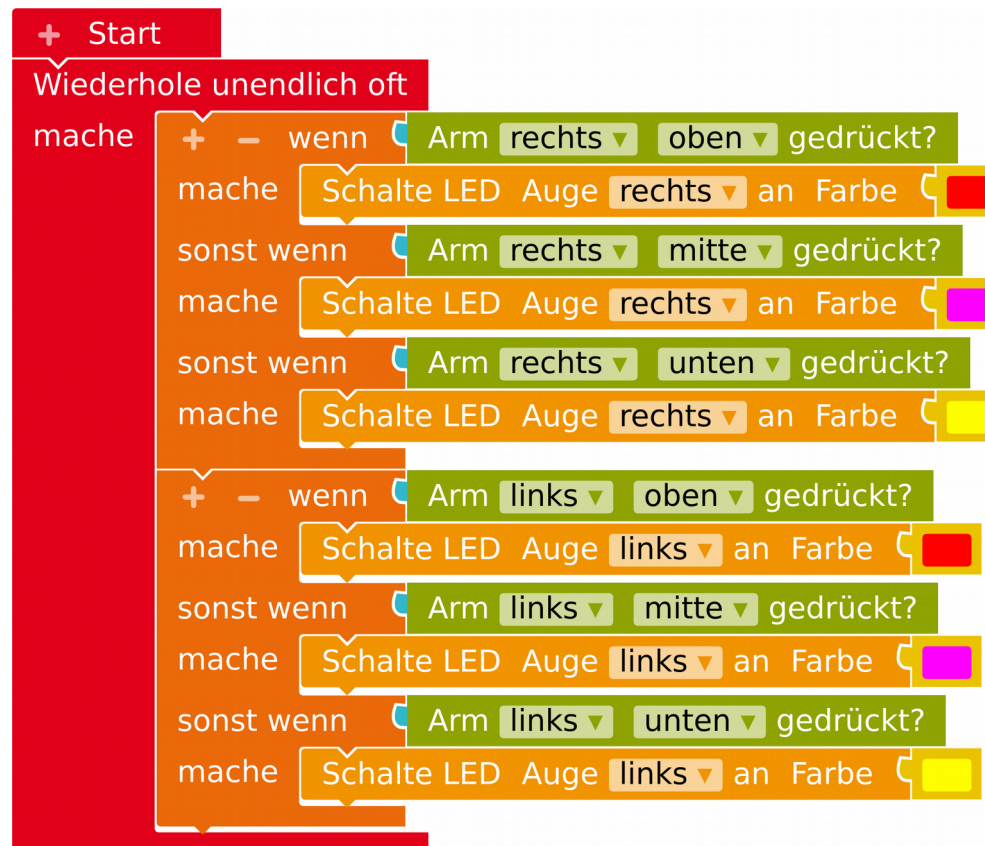 + Start
Wiederhole unendlich oft
mache + − wenn Arm rechts ▾ oben ▾ gedrückt?
mache Schalte LED Auge rechts ▾ an Farbe
sonst wenn Arm rechts ▾ mitte ▾ gedrückt?
mache Schalte LED Auge rechts ▾ an Farbe
sonst wenn Arm rechts ▾ unten ▾ gedrückt?
mache Schalte LED Auge rechts ▾ an Farbe
+ − wenn Arm links ▾ oben ▾ gedrückt?
mache Schalte LED Auge links ▾ an Farbe
sonst wenn Arm links ▾ mitte ▾ gedrückt?
mache Schalte LED Auge links ▾ an Farbe
sonst wenn Arm links ▾ unten ▾ gedrückt?
mache Schalte LED Auge links ▾ an Farbe